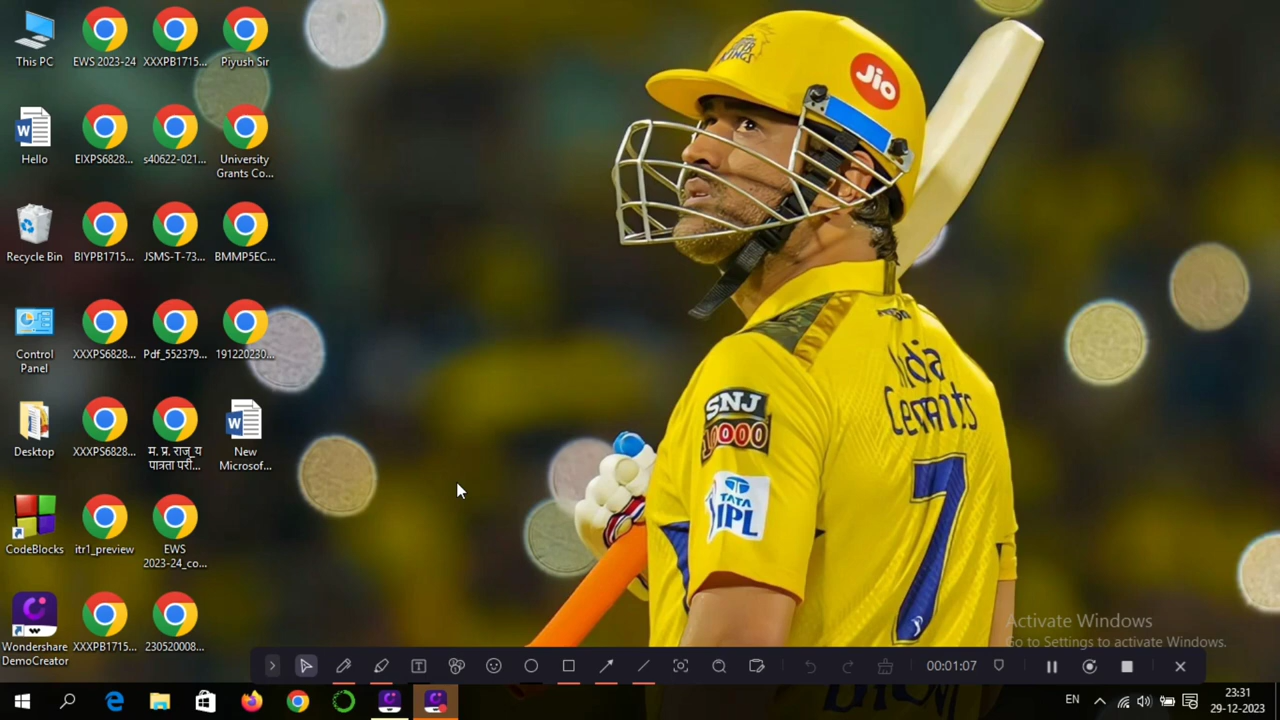 This PC
EWS 2023-24
XXXPB1715...
Piyush Sir
Hello
EIXPS6828...
s40622-021...
University
Grants Co...
Recycle Bin
BIYPB1715...
JSMS-T-73...
BMMP5EC...
Control
Panel
XXXPS6828...
Pdf_552379...
191220230...
Desktop
XXXPS6828...
म. प्र. राज्य
पात्रता परी...
New
Microsof...
CodeBlocks
itr1_preview
EWS
2023-24_co...
Wondershare
DemoCreator
XXXPB1715...
230520008...
KINGS
Jio
India
Cements
SNJ
10000
TATA
IPL
7
Activate Windows
Go to Settings to activate Windows.
00:01:07
EN
23:31
29-12-2023